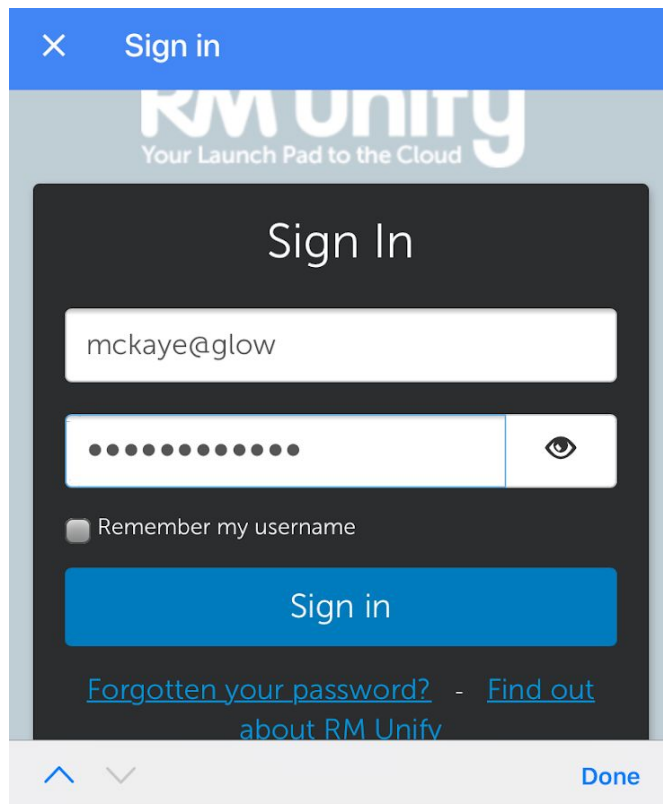 Sign in
RM Unify
Your Launch Pad to the Cloud
Sign In
mckaye@glow
••••••••••••
Remember my username
Sign in
Forgotten your password? - Find out
about RM Unify
Done